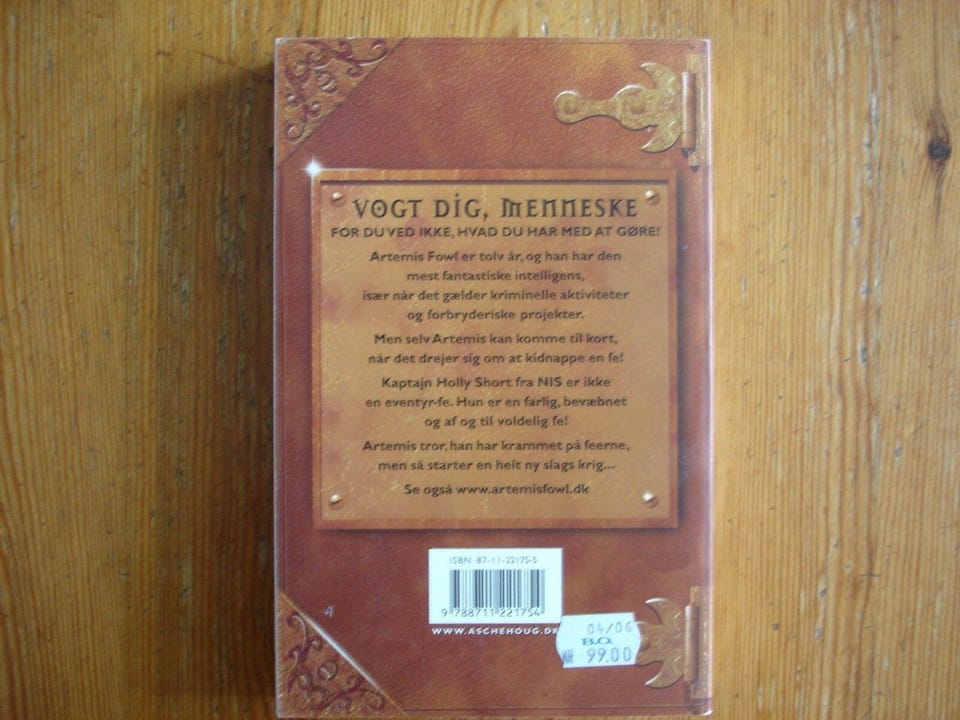 VOGT DIG, MENNESKE
FOR DU VED IKKE, HVAD DU HAR MED AT GØRE!
Artemis Fowl er tolv år, og han har den
mest fantastiske intelligens,
især når det gælder kriminelle aktiviteter
og forbryderiske projekter.
Men selv Artemis kan komme til kort,
når det drejer sig om at kidnappe en fe!
Kaptajn Holly Short fra NIS er ikke
en eventyr-fe. Hun er en farlig, bevæbnet
og af og til voldelig fe!
Artemis tror, han har krammet på feerne,
men så starter en helt ny slags krig...
Se også www.artemisfowl.dk
ISBN 87-11-22175-5
9 788711 221754
WWW.ASCHEHOUG.DK
04/06
B.O.
KR 99.00